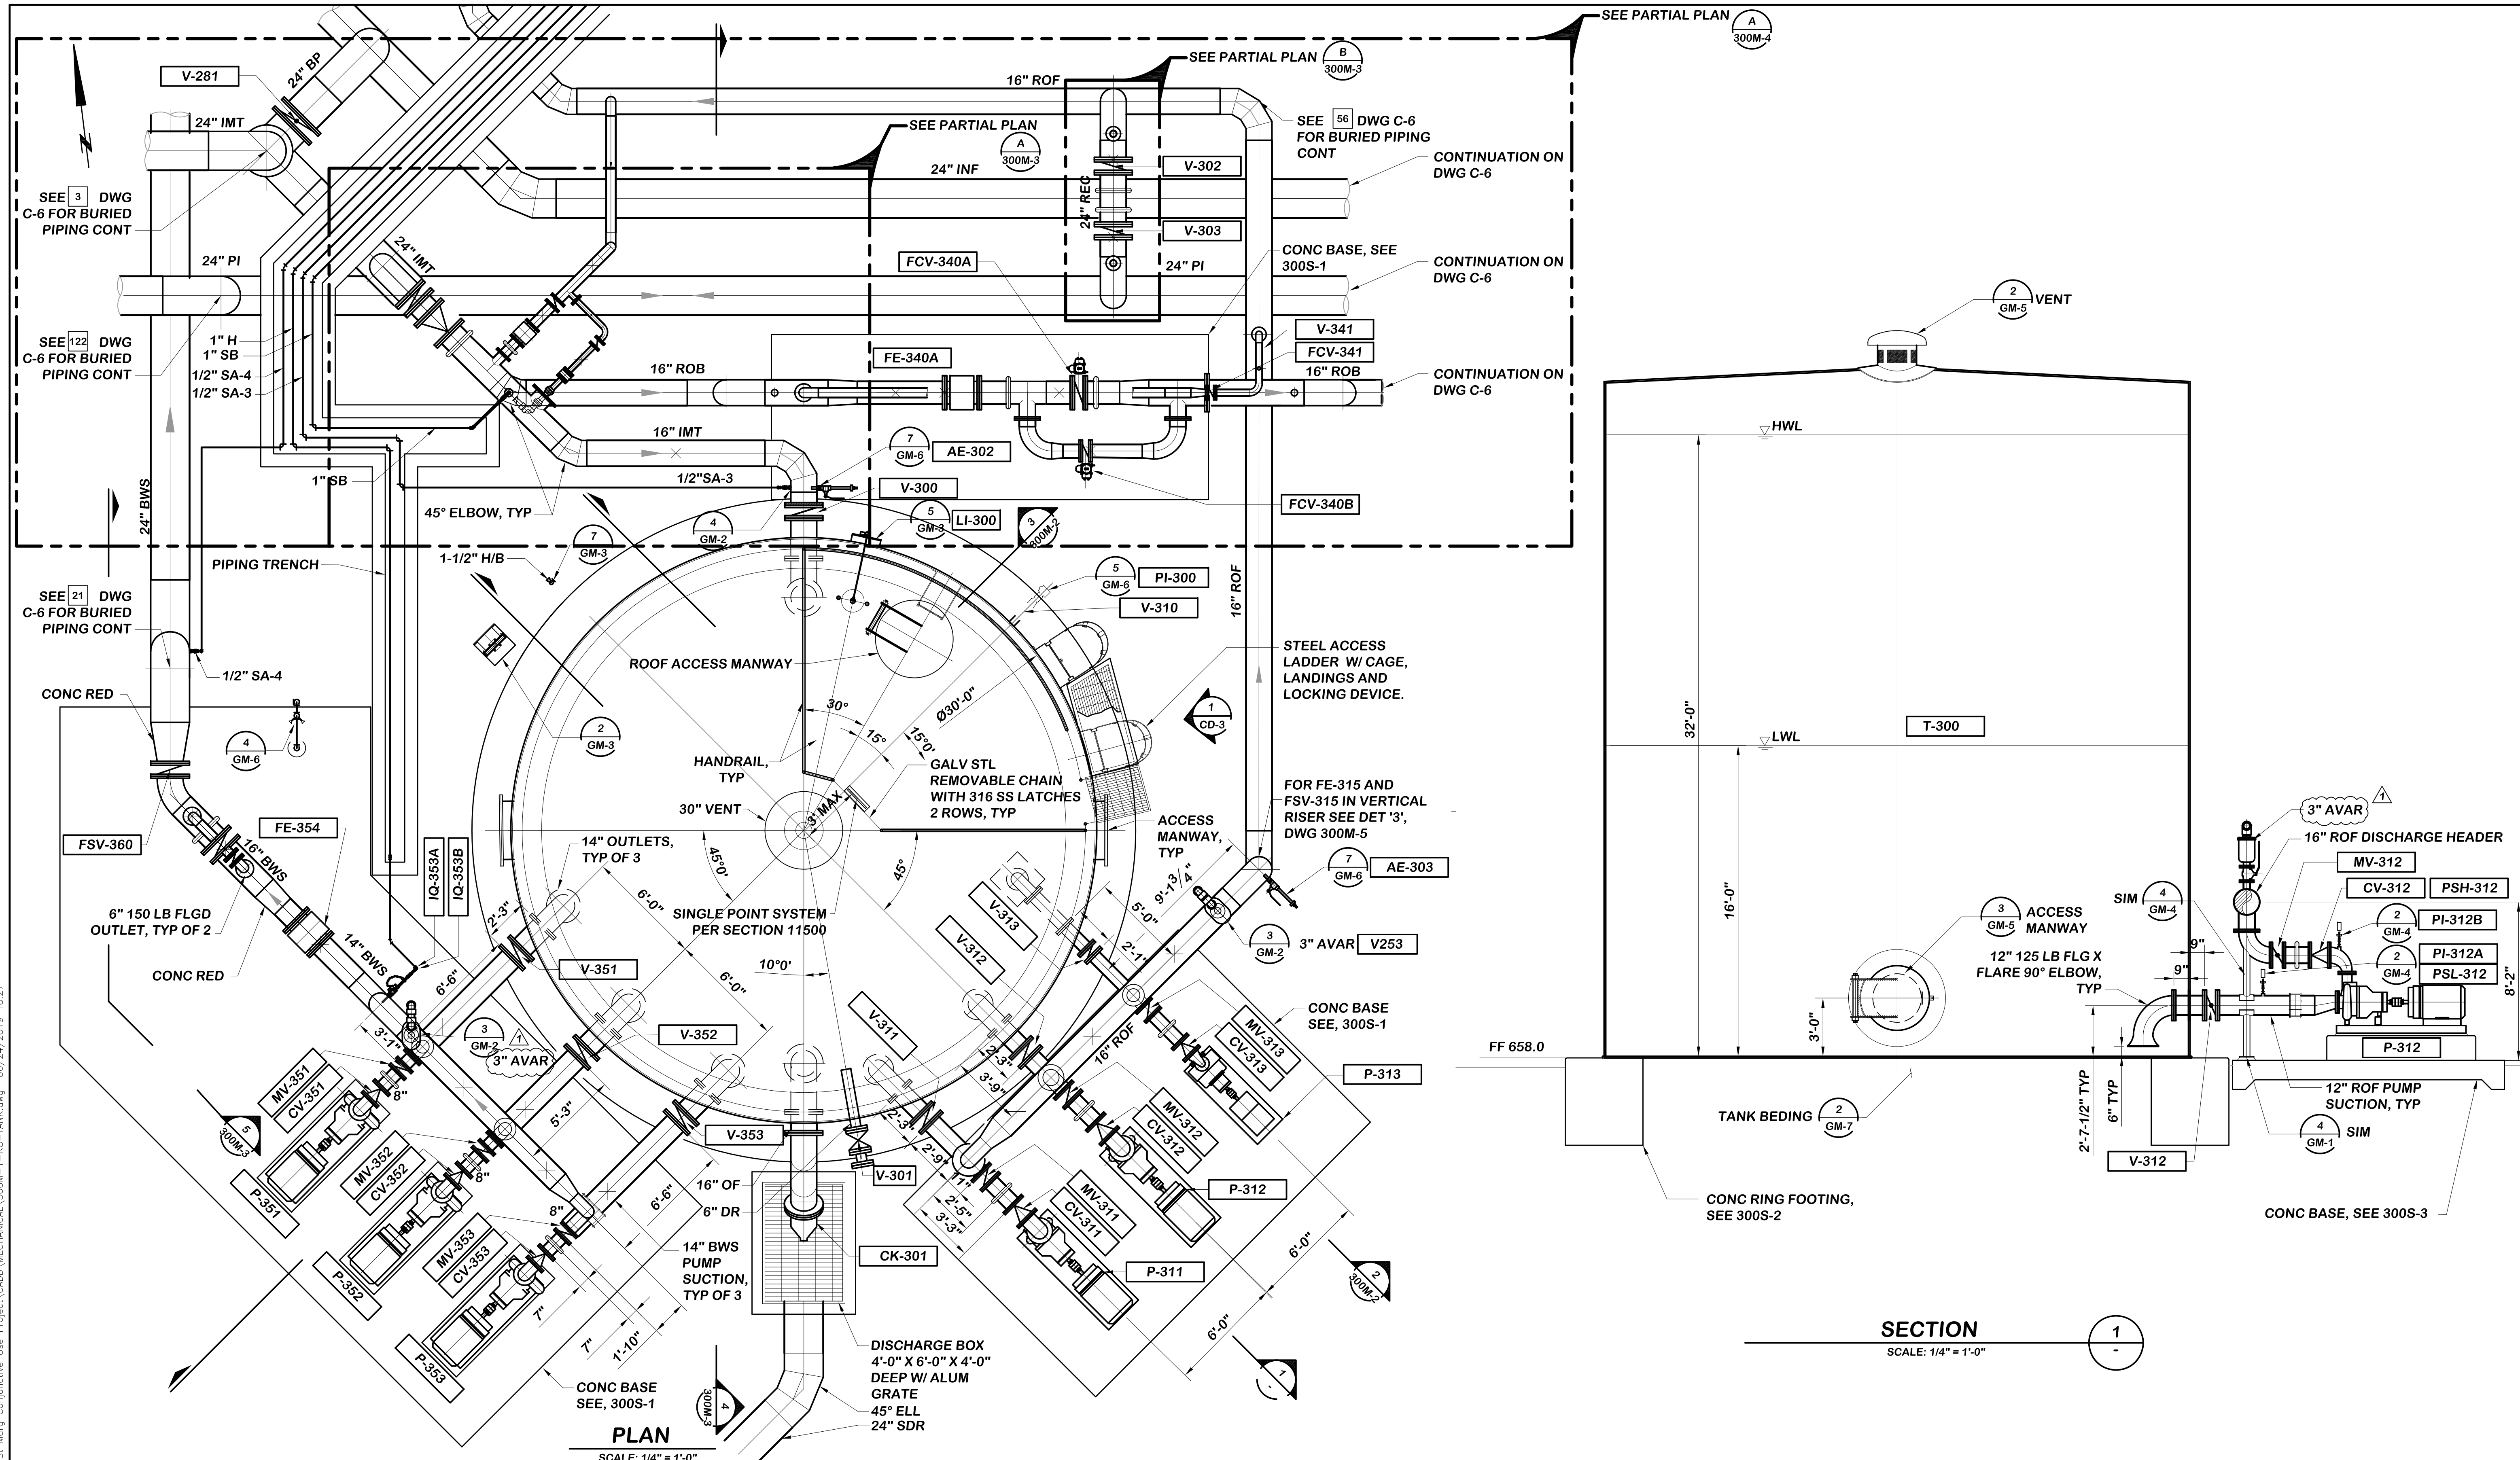 SEE PARTIAL PLAN
A
300M-4
SEE PARTIAL PLAN
B
300M-3
V-281
24" BP
16" ROF
24" IMT
SEE PARTIAL PLAN
A
300M-3
SEE 56 DWG C-6
FOR BURIED PIPING
CONT
V-302
24" INF
CONTINUATION ON
DWG C-6
24" REC
N
SEE 3 DWG
C-6 FOR BURIED
PIPING CONT
V-303
24" IMT
24" PI
FCV-340A
24" PI
CONC BASE, SEE
300S-1
CONTINUATION ON
DWG C-6
SEE 122 DWG
C-6 FOR BURIED
PIPING CONT
1" H
1" SB
1/2" SA-4
1/2" SA-3
V-341
FE-340A
FCV-341
16" ROB
16" ROB
CONTINUATION ON
DWG C-6
16" IMT
7
GM-6
AE-302
1" SB
1/2"SA-3
V-300
FCV-340B
24" BWS
45° ELBOW, TYP
4
GM-2
5
GM-3
LI-300
3
300M-2
7
GM-3
1-1/2" H/B
PIPING TRENCH
5
GM-6
PI-300
V-310
16" ROF
SEE 21 DWG
C-6 FOR BURIED
PIPING CONT
ROOF ACCESS MANWAY
STEEL ACCESS
LADDER W/ CAGE,
LANDINGS AND
LOCKING DEVICE.
1/2" SA-4
CONC RED
Ø30'-0"
30°
15°
15°0'
1
CD-3
4
GM-6
2
GM-3
HANDRAIL,
TYP
GALV STL
REMOVABLE CHAIN
WITH 316 SS LATCHES
2 ROWS, TYP
3' MAX
30" VENT
FOR FE-315 AND
FSV-315 IN VERTICAL
RISER SEE DET '3',
DWG 300M-5
ACCESS
MANWAY,
TYP
FSV-360
FE-354
16" BWS
IQ-353A
IQ-353B
14" OUTLETS,
TYP OF 3
45°0'
45°
7
GM-6
AE-303
9'-1 3/4"
5'-0"
2'-1"
V-313
V-312
3
GM-2
3" AVAR
V253
6" 150 LB FLGD
OUTLET, TYP OF 2
SINGLE POINT SYSTEM
PER SECTION 11500
2'-3"
6'-0"
6'-0"
CONC RED
14" BWS
6'-6"
V-351
10°0'
3'-1"
3
GM-2
1
3" AVAR
V-352
V-311
CONC BASE
SEE, 300S-1
16" ROF
MV-313
CV-313
P-313
2'-3"
3'-9"
MV-351
CV-351
8"
5'-3"
V-353
5
300M-3
P-351
MV-352
CV-352
8"
P-352
MV-353
CV-353
8"
P-353
6'-6"
V-301
2'-3"
2'-9"
11"
2'-5"
3'-3"
MV-312
CV-312
P-312
MV-311
CV-311
P-311
6'-0"
6'-0"
2
300M-2
1
-
16" OF
6" DR
CK-301
14" BWS
PUMP
SUCTION,
TYP OF 3
7"
7"
1'-10"
DISCHARGE BOX
4'-0" X 6'-0" X 4'-0"
DEEP W/ ALUM
GRATE
45° ELL
24" SDR
CONC BASE
SEE, 300S-1
4
300M-3
PLAN
SCALE: 1/4" = 1'-0"
2
GM-5
VENT
HWL
32'-0"
T-300
LWL
16'-0"
3" AVAR
1
16" ROF DISCHARGE HEADER
MV-312
CV-312
PSH-312
SIM
4
GM-4
2
GM-4
PI-312B
3
GM-5
ACCESS
MANWAY
2
GM-4
PI-312A
PSL-312
12" 125 LB FLG X
FLARE 90° ELBOW,
TYP
9"
9"
8'-2"
3'-0"
FF 658.0
P-312
2'-7-1/2" TYP
6" TYP
12" ROF PUMP
SUCTION, TYP
TANK BEDING
2
GM-7
4
GM-1
SIM
V-312
CONC RING FOOTING,
SEE 300S-2
CONC BASE, SEE 300S-3
SECTION
SCALE: 1/4" = 1'-0"
1
-